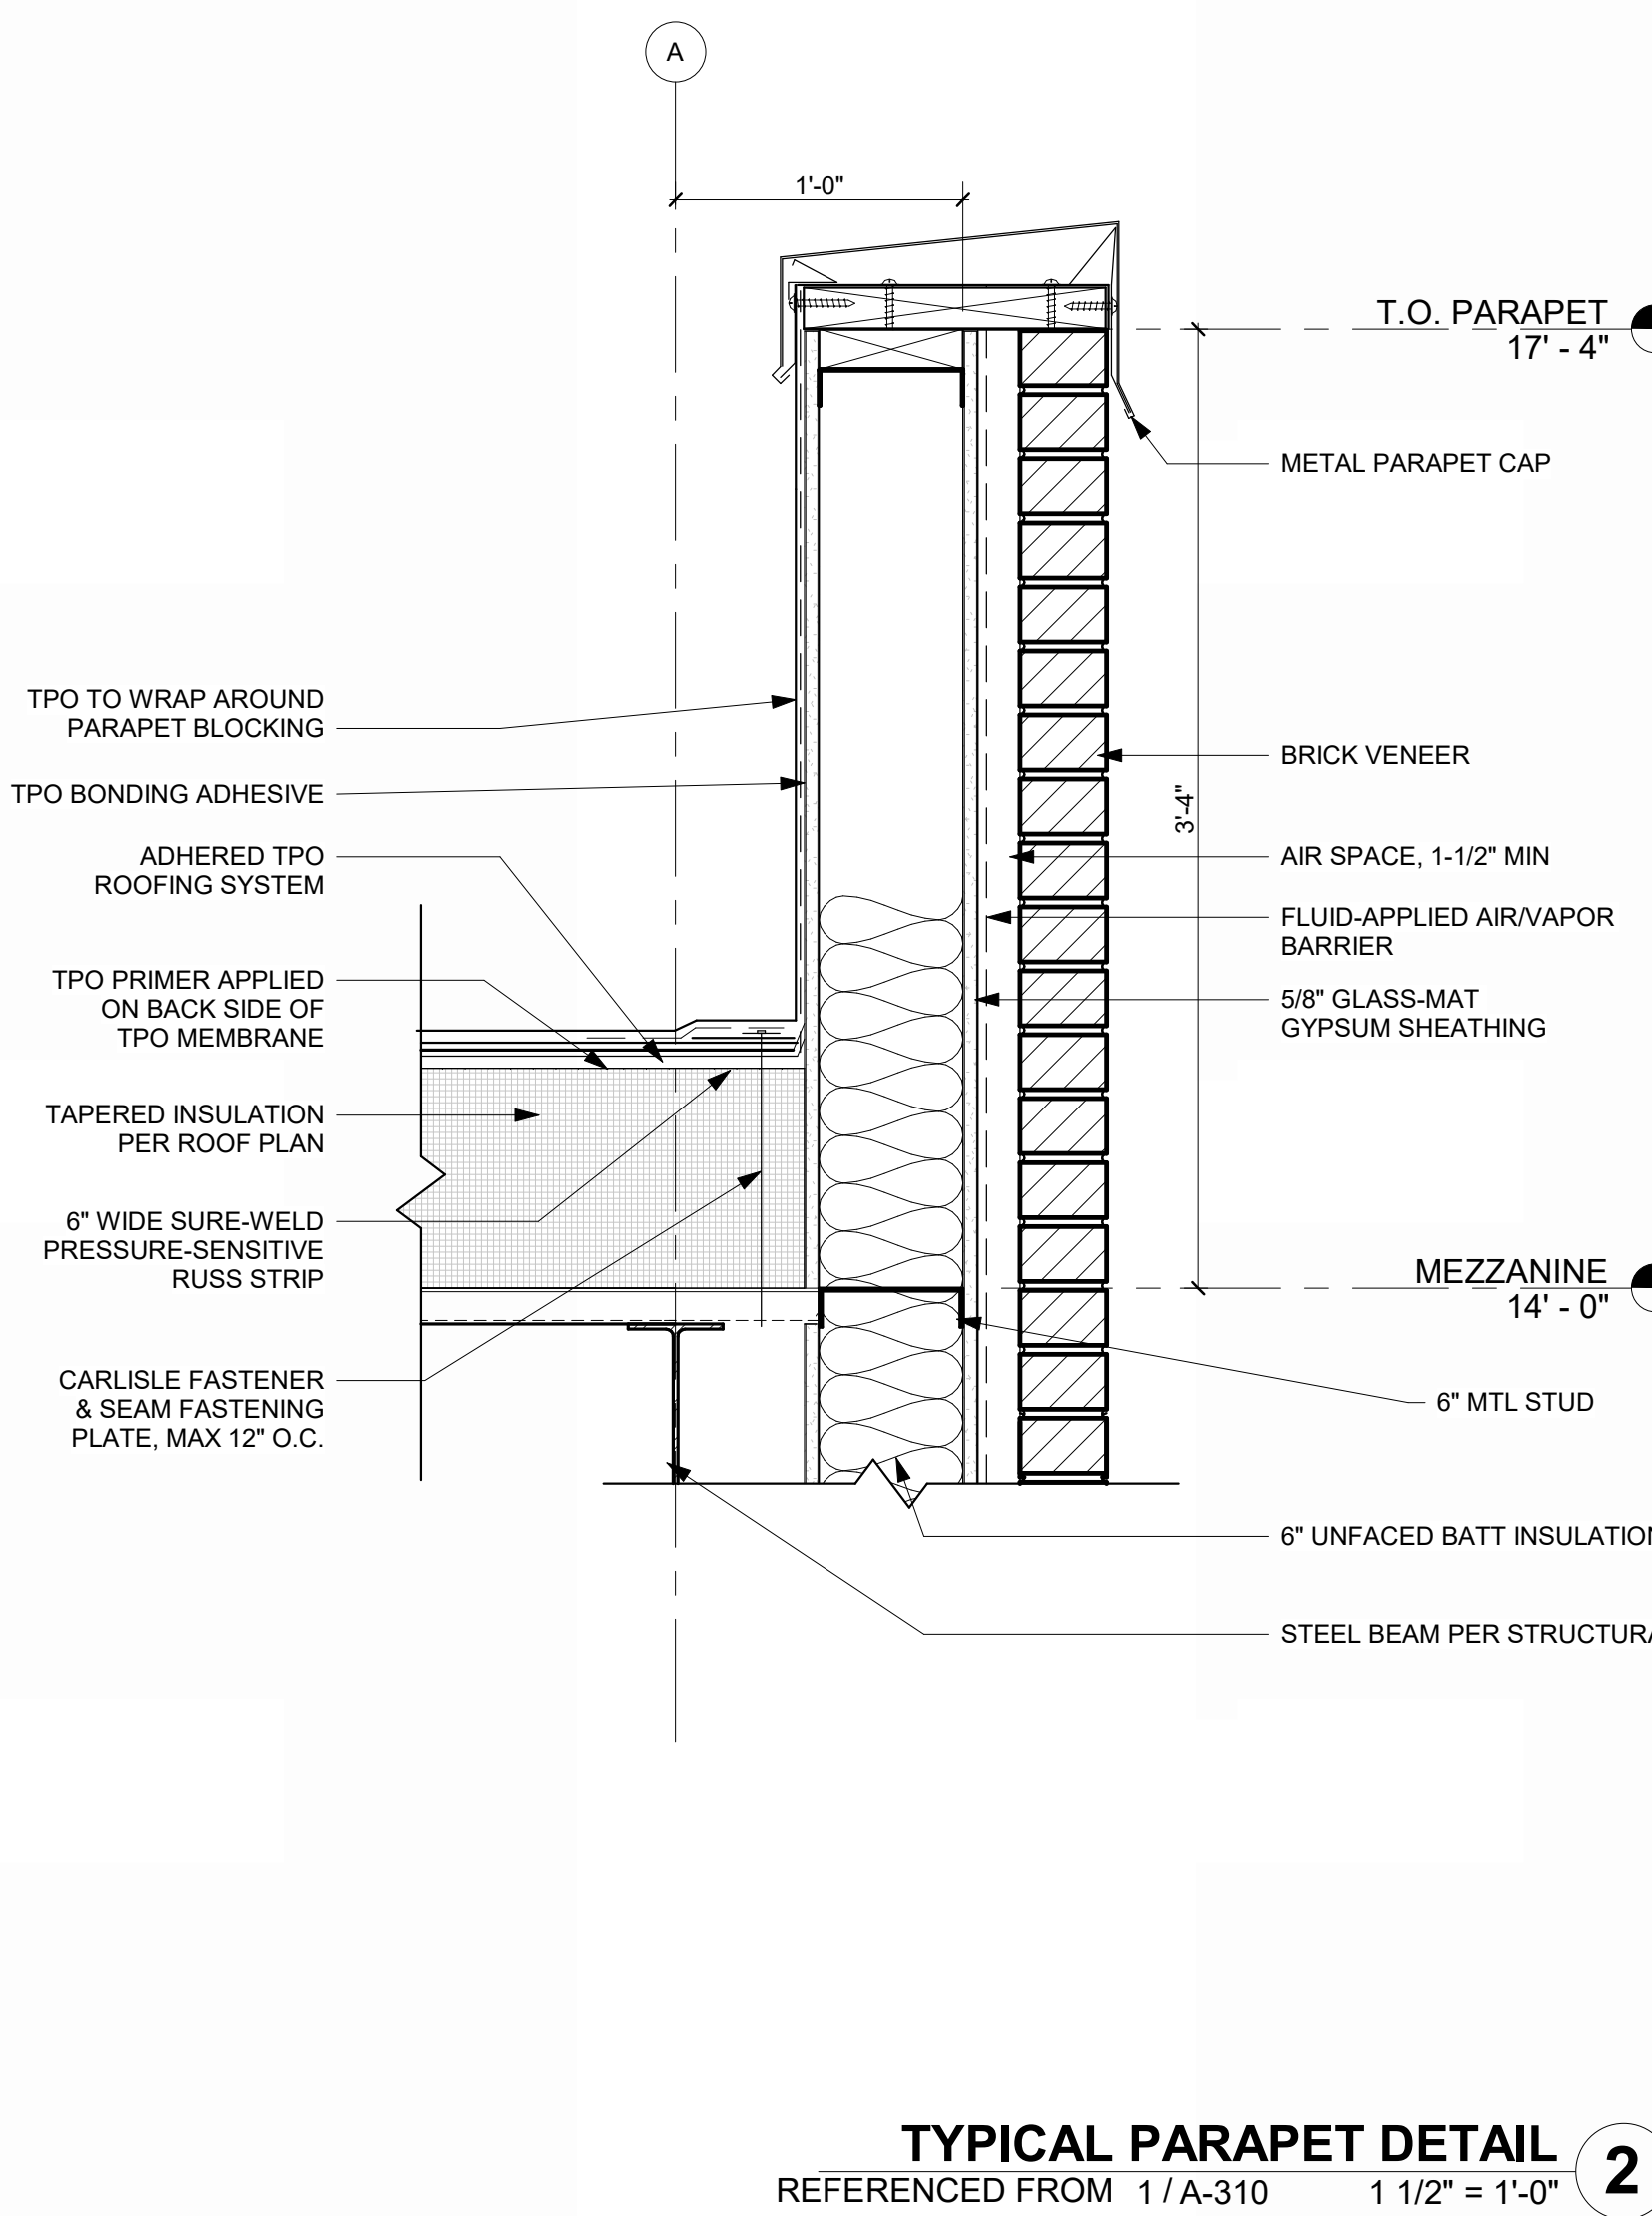 A
1'-0"
T.O. PARAPET
17' - 4"
METAL PARAPET CAP
TPO TO WRAP AROUND
PARAPET BLOCKING
TPO BONDING ADHESIVE
ADHERED TPO
ROOFING SYSTEM
TPO PRIMER APPLIED
ON BACK SIDE OF
TPO MEMBRANE
TAPERED INSULATION
PER ROOF PLAN
6" WIDE SURE-WELD
PRESSURE-SENSITIVE
RUSS STRIP
CARLISLE FASTENER
& SEAM FASTENING
PLATE, MAX 12" O.C.
BRICK VENEER
3'-4"
AIR SPACE, 1-1/2" MIN
FLUID-APPLIED AIR/VAPOR
BARRIER
5/8" GLASS-MAT
GYPSUM SHEATHING
MEZZANINE
14' - 0"
6" MTL STUD
6" UNFACED BATT INSULATION
STEEL BEAM PER STRUCTURA
TYPICAL PARAPET DETAIL
2
REFERENCED FROM 1 / A-310 1 1/2" = 1'-0"